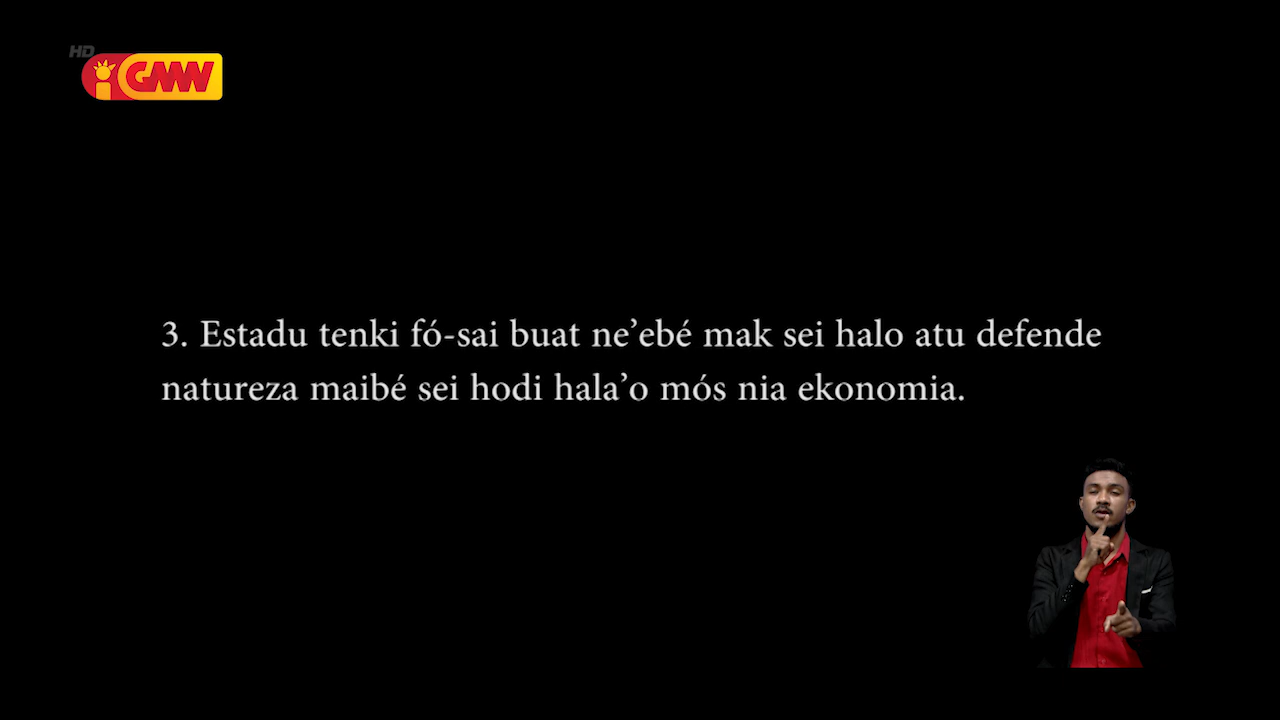 HD
GMN
3. Estadu tenki fó-sai buat ne’ebé mak sei halo atu defende
natureza maibé sei hodi hala’o mós nia ekonomia.